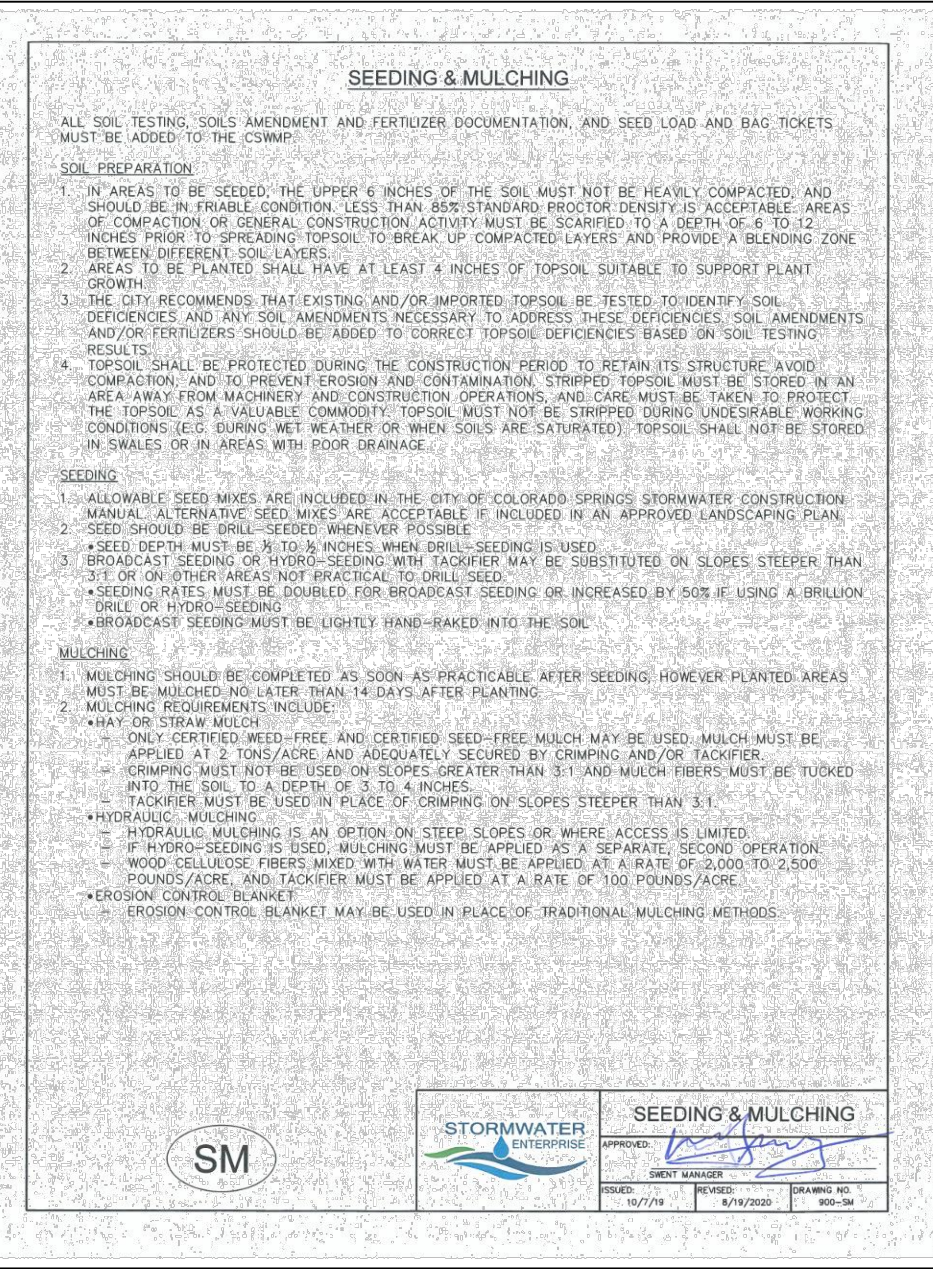 SEEDING & MULCHING
ALL SOIL TESTING, SOILS AMENDMENT AND FERTILIZER DOCUMENTATION, AND SEED LOAD AND BAG TICKETS
MUST BE ADDED TO THE CSWMP.
SOIL PREPARATION
1. IN AREAS TO BE SEEDED, THE UPPER 6 INCHES OF THE SOIL MUST NOT BE HEAVILY COMPACTED, AND
SHOULD BE IN FRIABLE CONDITION. LESS THAN 85% STANDARD PROCTOR DENSITY IS ACCEPTABLE. AREAS
OF COMPACTION OR GENERAL CONSTRUCTION ACTIVITY MUST BE SCARIFIED TO A DEPTH OF 6 TO 12
INCHES PRIOR TO SPREADING TOPSOIL TO BREAK UP COMPACTED LAYERS AND PROVIDE A BLENDING ZONE
BETWEEN DIFFERENT SOIL LAYERS.
2. AREAS TO BE PLANTED SHALL HAVE AT LEAST 4 INCHES OF TOPSOIL SUITABLE TO SUPPORT PLANT
GROWTH.
3. THE CITY RECOMMENDS THAT EXISTING AND/OR IMPORTED TOPSOIL BE TESTED TO IDENTIFY SOIL
DEFICIENCIES AND ANY SOIL AMENDMENTS NECESSARY TO ADDRESS THESE DEFICIENCIES. SOIL AMENDMENTS
AND/OR FERTILIZERS SHOULD BE ADDED TO CORRECT TOPSOIL DEFICIENCIES BASED ON SOIL TESTING
RESULTS.
4. TOPSOIL SHALL BE PROTECTED DURING THE CONSTRUCTION PERIOD TO RETAIN ITS STRUCTURE AVOID
COMPACTION, AND TO PREVENT EROSION AND CONTAMINATION. STRIPPED TOPSOIL MUST BE STORED IN AN
AREA AWAY FROM MACHINERY AND CONSTRUCTION OPERATIONS, AND CARE MUST BE TAKEN TO PROTECT
THE TOPSOIL AS A VALUABLE COMMODITY. TOPSOIL MUST NOT BE STRIPPED DURING UNDESIRABLE WORKING
CONDITIONS (E.G. DURING WET WEATHER OR WHEN SOILS ARE SATURATED). TOPSOIL SHALL NOT BE STORED
IN SWALES OR IN AREAS WITH POOR DRAINAGE.
SEEDING
1. ALLOWABLE SEED MIXES ARE INCLUDED IN THE CITY OF COLORADO SPRINGS STORMWATER CONSTRUCTION
MANUAL. ALTERNATIVE SEED MIXES ARE ACCEPTABLE IF INCLUDED IN AN APPROVED LANDSCAPING PLAN.
2. SEED SHOULD BE DRILL-SEEDED WHENEVER POSSIBLE
•SEED DEPTH MUST BE ⅓ TO ½ INCHES WHEN DRILL-SEEDING IS USED
3. BROADCAST SEEDING OR HYDRO-SEEDING WITH TACKIFIER MAY BE SUBSTITUTED ON SLOPES STEEPER THAN
3:1 OR ON OTHER AREAS NOT PRACTICAL TO DRILL SEED.
•SEEDING RATES MUST BE DOUBLED FOR BROADCAST SEEDING OR INCREASED BY 50% IF USING A BRILLION
DRILL OR HYDRO-SEEDING
•BROADCAST SEEDING MUST BE LIGHTLY HAND-RAKED INTO THE SOIL
MULCHING
1. MULCHING SHOULD BE COMPLETED AS SOON AS PRACTICABLE AFTER SEEDING, HOWEVER PLANTED AREAS
MUST BE MULCHED NO LATER THAN 14 DAYS AFTER PLANTING.
2. MULCHING REQUIREMENTS INCLUDE:
•HAY OR STRAW MULCH
– ONLY CERTIFIED WEED-FREE AND CERTIFIED SEED-FREE MULCH MAY BE USED. MULCH MUST BE
APPLIED AT 2 TONS/ACRE AND ADEQUATELY SECURED BY CRIMPING AND/OR TACKIFIER.
– CRIMPING MUST NOT BE USED ON SLOPES GREATER THAN 3:1 AND MULCH FIBERS MUST BE TUCKED
INTO THE SOIL TO A DEPTH OF 3 TO 4 INCHES.
– TACKIFIER MUST BE USED IN PLACE OF CRIMPING ON SLOPES STEEPER THAN 3:1.
•HYDRAULIC MULCHING
– HYDRAULIC MULCHING IS AN OPTION ON STEEP SLOPES OR WHERE ACCESS IS LIMITED.
– IF HYDRO-SEEDING IS USED, MULCHING MUST BE APPLIED AS A SEPARATE, SECOND OPERATION.
– WOOD CELLULOSE FIBERS MIXED WITH WATER MUST BE APPLIED AT A RATE OF 2,000 TO 2,500
POUNDS/ACRE, AND TACKIFIER MUST BE APPLIED AT A RATE OF 100 POUNDS/ACRE.
•EROSION CONTROL BLANKET
– EROSION CONTROL BLANKET MAY BE USED IN PLACE OF TRADITIONAL MULCHING METHODS.
SM
STORMWATER
ENTERPRISE
SEEDING & MULCHING
APPROVED:
SWENT MANAGER
ISSUED: 10/7/19
REVISED: 8/19/2020
DRAWING NO. 900-SM